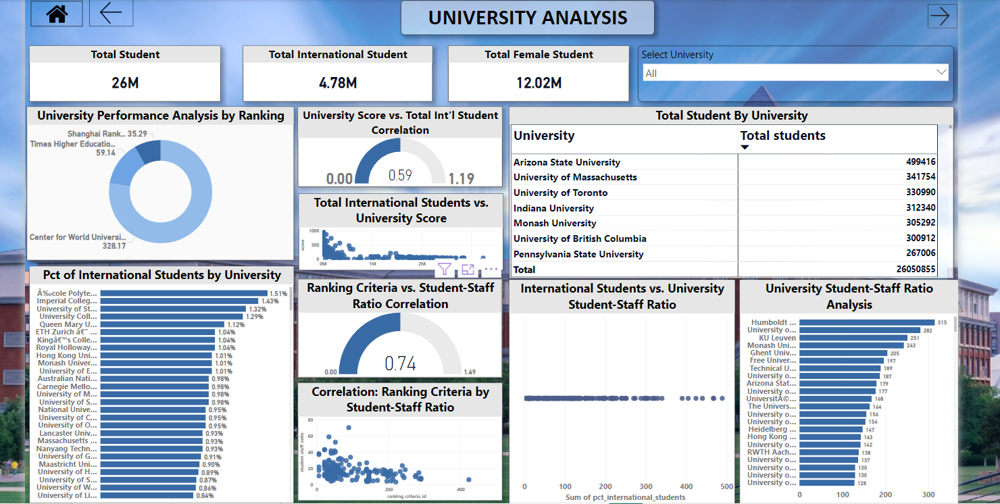 UNIVERSITY ANALYSIS
Total Student
26M
Total International Student
4.78M
Total Female Student
12.02M
Select University
All
University Performance Analysis by Ranking
Shanghai Rank... 35.29
Times Higher Educatio...
59.14
Center for World Universi...
328.17
University Score vs. Total Int'l Student
Correlation
0.00
0.59
1.19
Total International Students vs.
University Score
score
1000
500
0
0M
1M
2M
Total Student By University
University
Total students
Arizona State University 499416
University of Massachusetts 341754
University of Toronto 330990
Indiana University 312340
Monash University 305292
University of British Columbia 300912
Pennsylvania State University 267006
Total 26050855
Pct of International Students by University
Ã‰cole Polyte... 1.51%
Imperial Colleg... 1.43%
University of St... 1.32%
University Coll... 1.29%
Queen Mary U... 1.12%
ETH Zurich â€“ ... 1.04%
Kingâ€™s Colle... 1.04%
Royal Holloway... 1.04%
Hong Kong Uni... 1.01%
Monash Univer... 1.01%
University of E... 1.01%
Australian Nati... 0.98%
Carnegie Mello... 0.98%
University of M... 0.98%
University of S... 0.98%
National Unive... 0.95%
University of C... 0.95%
University of O... 0.95%
Lancaster Univ... 0.93%
Massachusetts ... 0.93%
Nanyang Techn... 0.93%
University of G... 0.91%
Maastricht Uni... 0.90%
University of H... 0.89%
University of S... 0.87%
University of W... 0.86%
University of Li... 0.84%
Ranking Criteria vs. Student-Staff
Ratio Correlation
0.00
0.74
1.49
Correlation: Ranking Criteria by
Student-Staff Ratio
student_staff_ratio
80
60
40
20
0
0
200
400
ranking_criteria_id
International Students vs. University
Student-Staff Ratio
0
100
200
300
400
500
Sum of pct_international_students
University Student-Staff Ratio
Analysis
Humboldt ... 315
University o... 282
KU Leuven 251
Monash Uni... 243
Ghent Univ... 205
Free Univer... 197
Technical U... 189
University o... 187
Arizona Stat... 179
University o... 177
UniversitÃ©... 168
The Univers... 164
University o... 156
University o... 154
Heidelberg ... 147
Hong Kong ... 143
University o... 142
RWTH Aach... 138
University o... 137
University o... 130
University o... 130
University o... 128
0
100
200
300